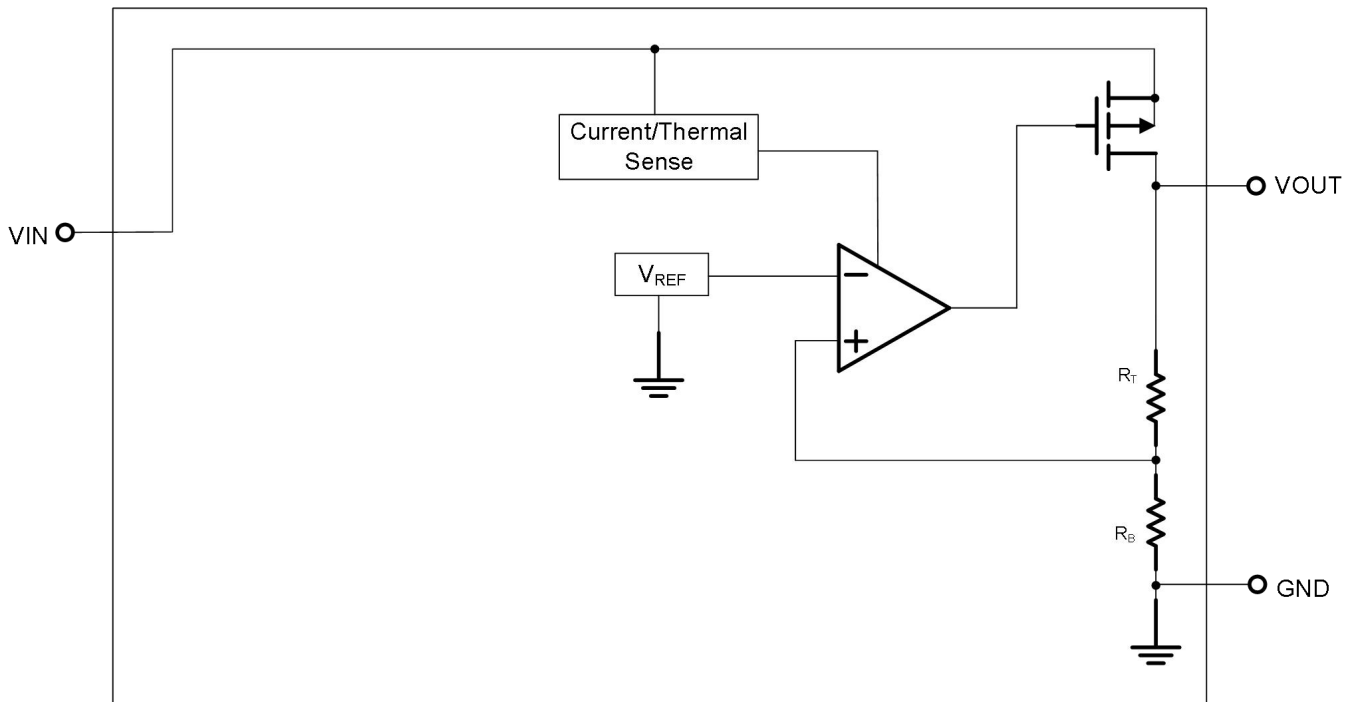 Current/Thermal
Sense
VOUT
VIN
VREF
−
+
RT
RB
GND